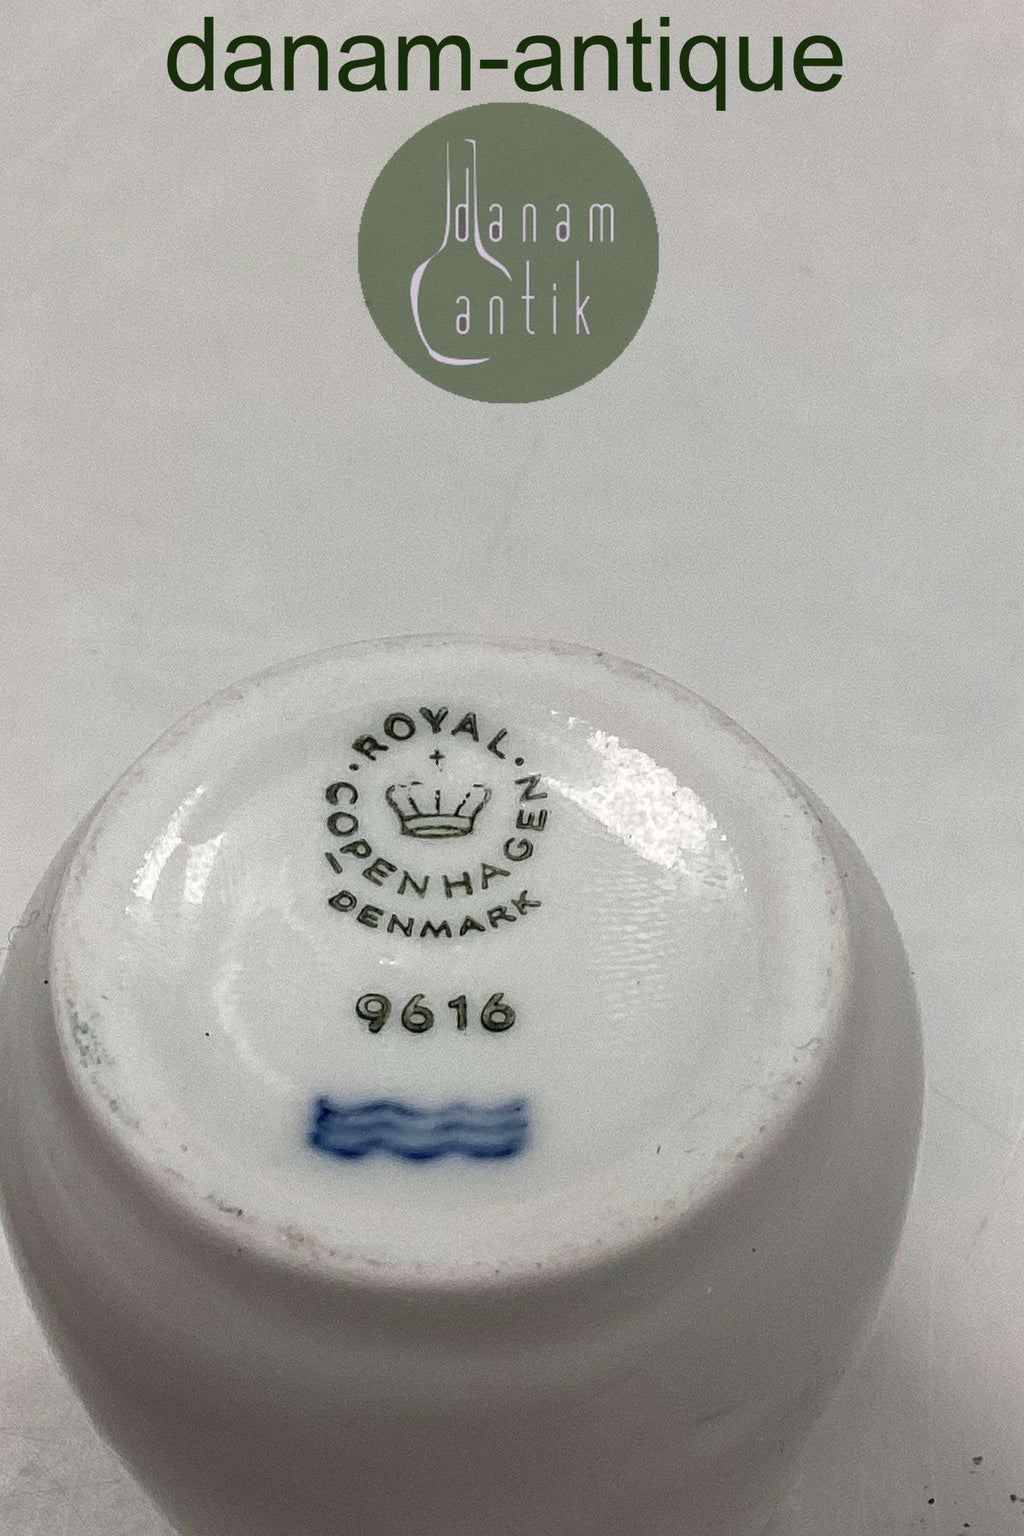 danam-antique
danam
antik
· ROYAL ·
COPENHAGEN
DENMARK
9616